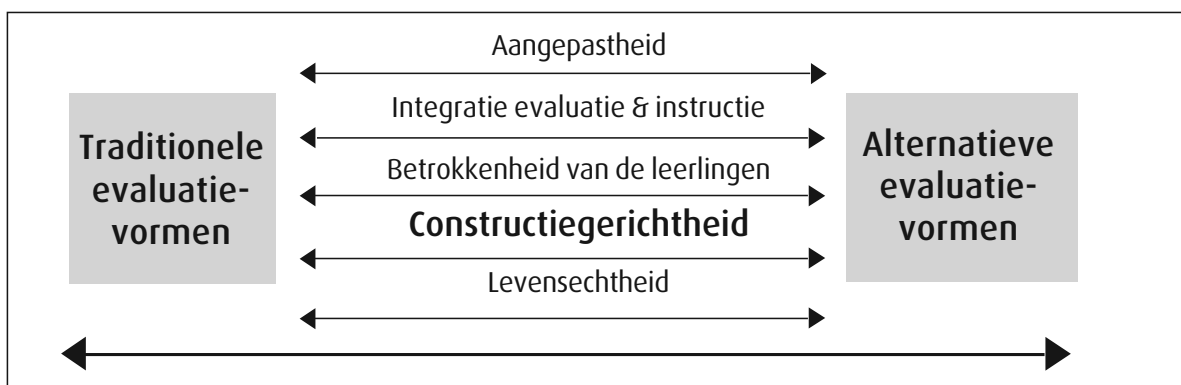 Aangepastheid
Integratie evaluatie & instructie
Betrokkenheid van de leerlingen
Constructiegerichtheid
Levensechtheid
Traditionele
evaluatie-
vormen
Alternatieve
evaluatie-
vormen